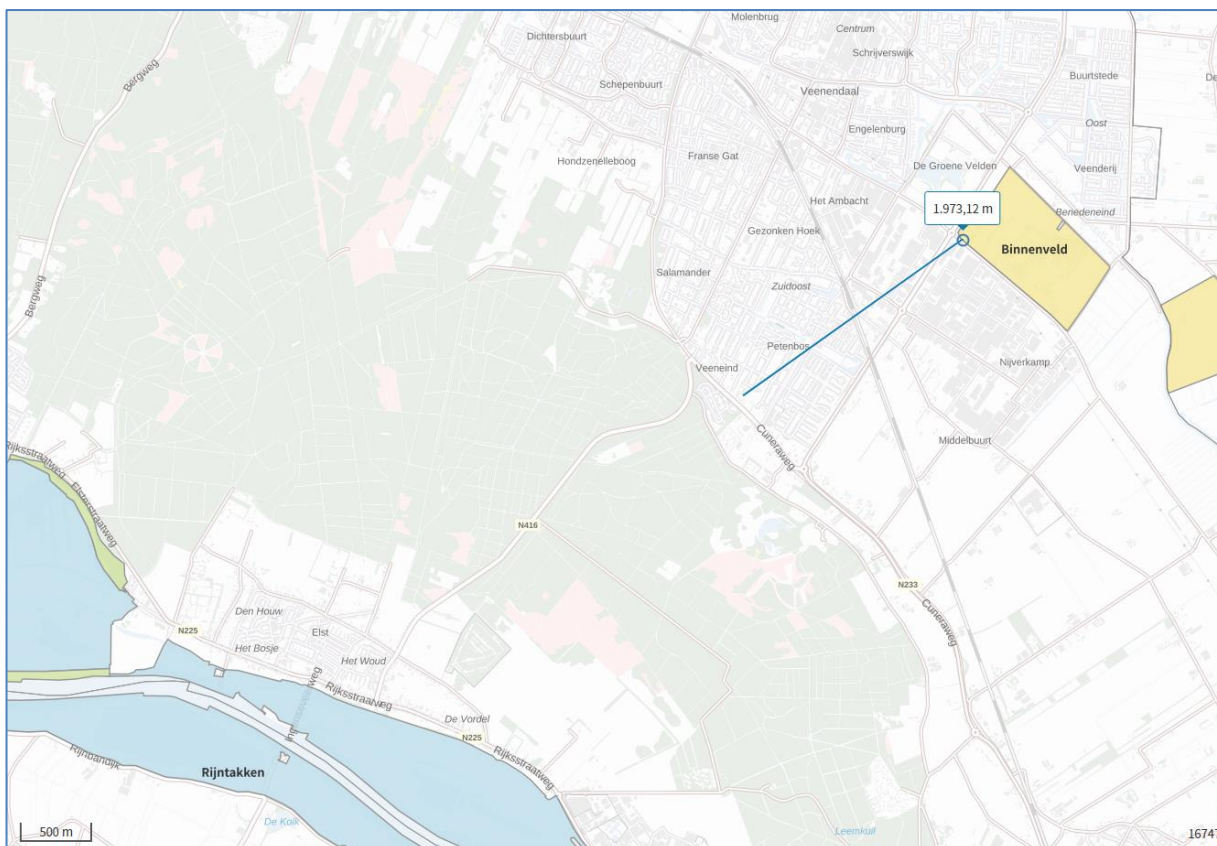 Molenbrug
Centrum
Dichtersbuurt
Schrijverswijk
Bergweg
Buurtstede
Schepenbuurt
Veenendaal
Oost
Engelenburg
Franse Gat
Hondzenelleboog
De Groene Velden
Veenderij
Het Ambacht
1.973,12 m
Benedeneind
Gezonken Hoek
Binnenveld
Salamander
Zuidoost
Bergweg
Petenbos
Veeneind
Nijverkamp
Cuneraweg
Middelbuurt
Rijksstraatweg
Elsterstraatweg
N416
N233
Cuneraweg
Den Houw
N225
Elst
Het Bosje
Het Woud
Rijksstraatweg
De Vordel
N225
Rijksstraatweg
Rijnbandijk
Rijntakken
De Kolk
Leemkuil
500 m
16747